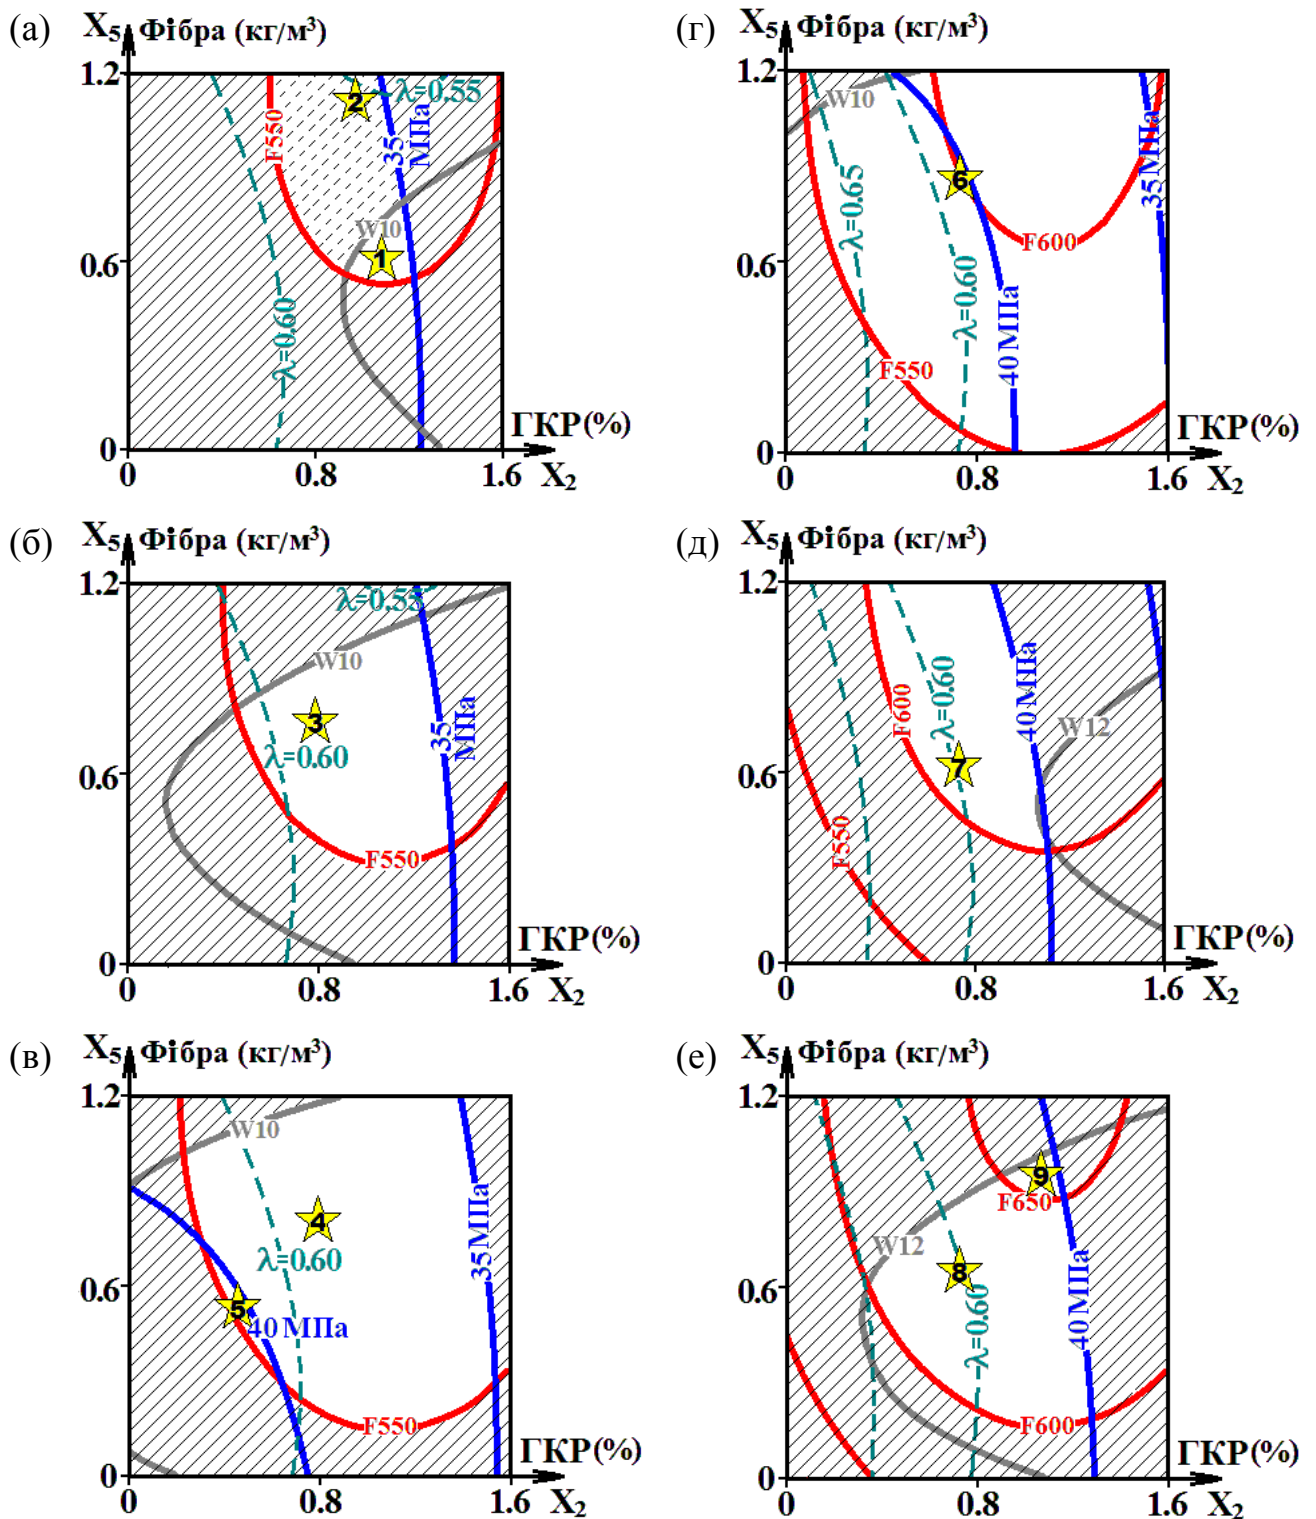 (а) X₅ Фібра (кг/м³)
1.2
λ=0.55
F550
35 МПа
W10
2
1
0.6
λ=0.60
0
ГКР(%)
0 0.8 1.6 X₂
(б) X₅ Фібра (кг/м³)
1.2
λ=0.55
W10
3
35 МПа
λ=0.60
0.6
F550
0
ГКР(%)
0 0.8 1.6 X₂
(в) X₅ Фібра (кг/м³)
1.2
W10
4
35 МПа
λ=0.60
0.6
5
40 МПа
F550
0
ГКР(%)
0 0.8 1.6 X₂
(г) X₅ Фібра (кг/м³)
1.2
W10
35 МПа
λ=0.65
6
F600
0.6
λ=0.60
40 МПа
F550
0
ГКР(%)
0 0.8 1.6 X₂
(д) X₅ Фібра (кг/м³)
1.2
F600
λ=0.60
40 МПа
W12
7
0.6
F550
0
ГКР(%)
0 0.8 1.6 X₂
(е) X₅ Фібра (кг/м³)
1.2
9
F650
W12
8
0.6
λ=0.60
40 МПа
F600
0
ГКР(%)
0 0.8 1.6 X₂